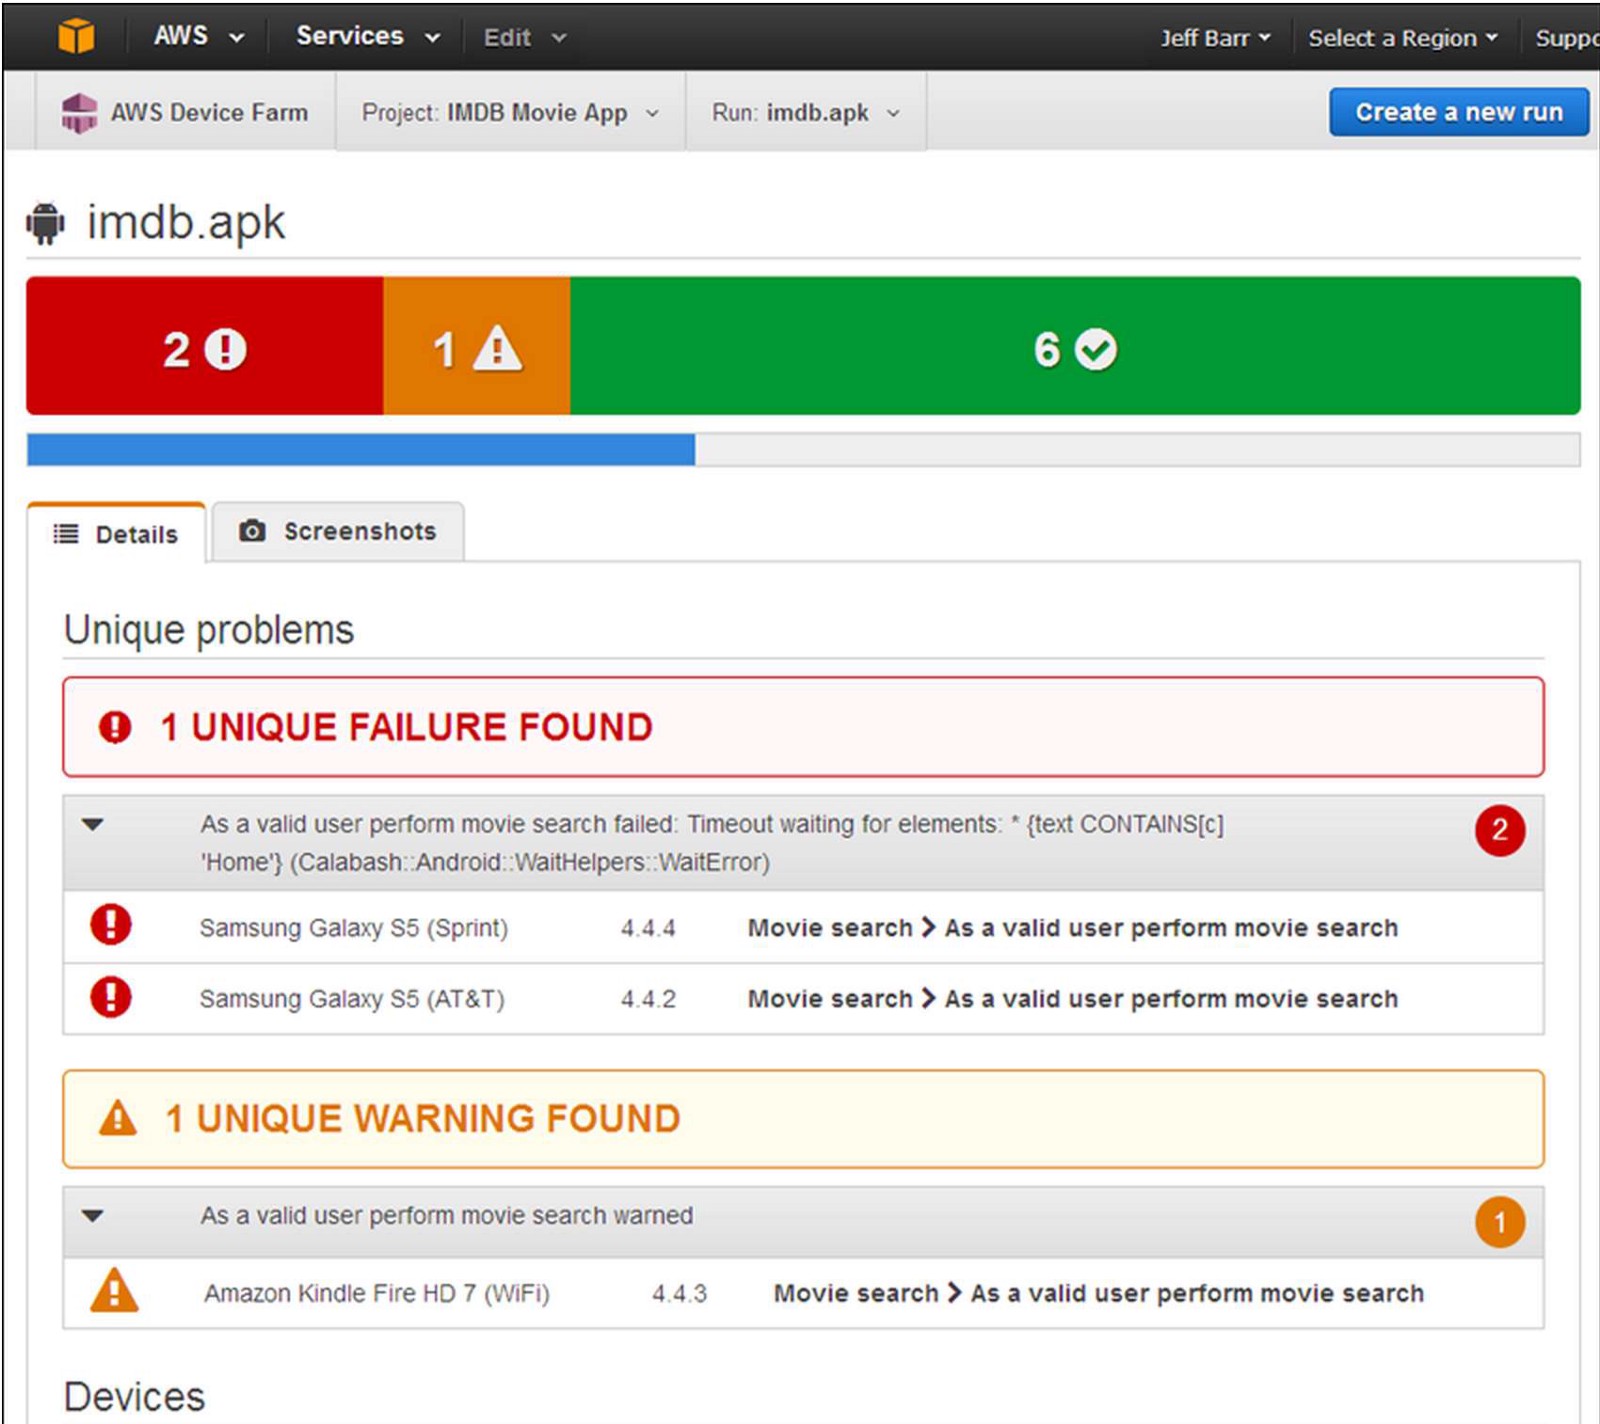 AWS Services Edit Jeff Barr Select a Region Suppo
AWS Device Farm Project: IMDB Movie App Run: imdb.apk Create a new run
imdb.apk
2 1 6
Details Screenshots
Unique problems
1 UNIQUE FAILURE FOUND
As a valid user perform movie search failed: Timeout waiting for elements: * {text CONTAINS[c] 2
'Home'} (Calabash::Android::WaitHelpers::WaitError)
Samsung Galaxy S5 (Sprint) 4.4.4 Movie search > As a valid user perform movie search
Samsung Galaxy S5 (AT&T) 4.4.2 Movie search > As a valid user perform movie search
1 UNIQUE WARNING FOUND
As a valid user perform movie search warned 1
Amazon Kindle Fire HD 7 (WiFi) 4.4.3 Movie search > As a valid user perform movie search
Devices